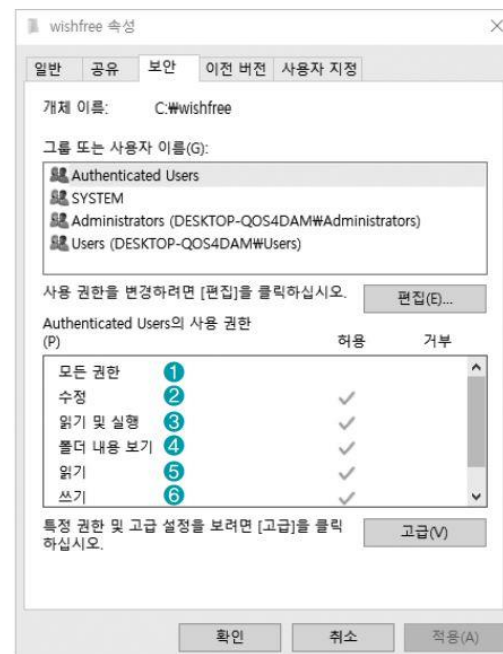 wishfree 속성
일반 공유 보안 이전 버전 사용자 지정
개체 이름: C:₩wishfree
그룹 또는 사용자 이름(G):
Authenticated Users
SYSTEM
Administrators (DESKTOP-QOS4DAM₩Administrators)
Users (DESKTOP-QOS4DAM₩Users)
사용 권한을 변경하려면 [편집]을 클릭하십시오. 편집(E)...
Authenticated Users의 사용 권한
(P) 허용 거부
모든 권한 1
수정 2
읽기 및 실행 3
폴더 내용 보기 4
읽기 5
쓰기 6
특정 권한 및 고급 설정을 보려면 [고급]을 클릭
하십시오. 고급(V)
확인 취소 적용(A)